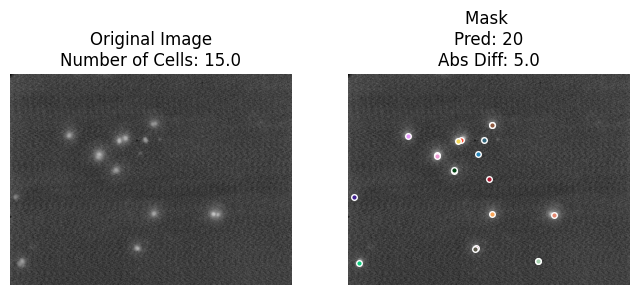 Original Image
Number of Cells: 15.0
Mask
Pred: 20
Abs Diff: 5.0